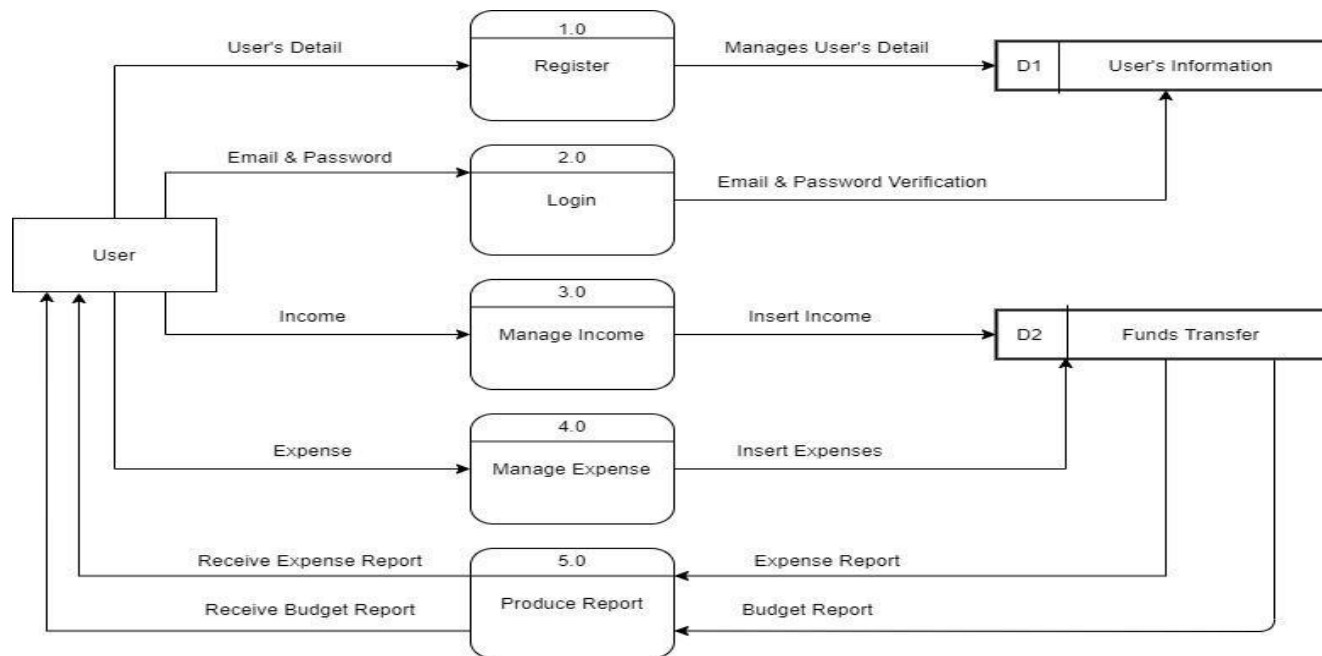 1.0
User's Detail
Manages User's Detail
Register
D1
User's Information
Email & Password
2.0
Email & Password Verification
Login
User
3.0
Income
Insert Income
Manage Income
D2
Funds Transfer
4.0
Expense
Insert Expenses
Manage Expense
Receive Expense Report
5.0
Expense Report
Receive Budget Report
Produce Report
Budget Report